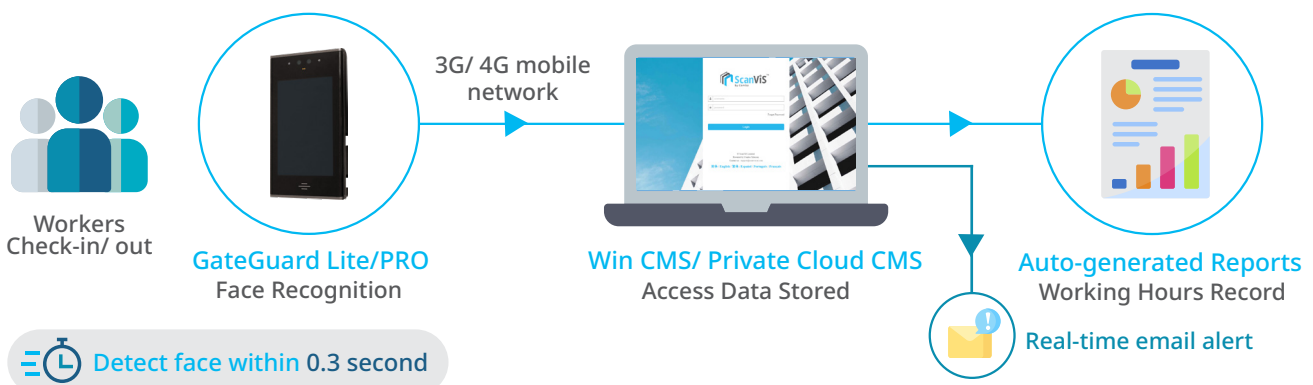 Workers
Check-in/ out
GateGuard Lite/PRO
Face Recognition
Detect face within 0.3 second
3G/ 4G mobile
network
ScanViS
Login
Win CMS/ Private Cloud CMS
Access Data Stored
Auto-generated Reports
Working Hours Record
Real-time email alert